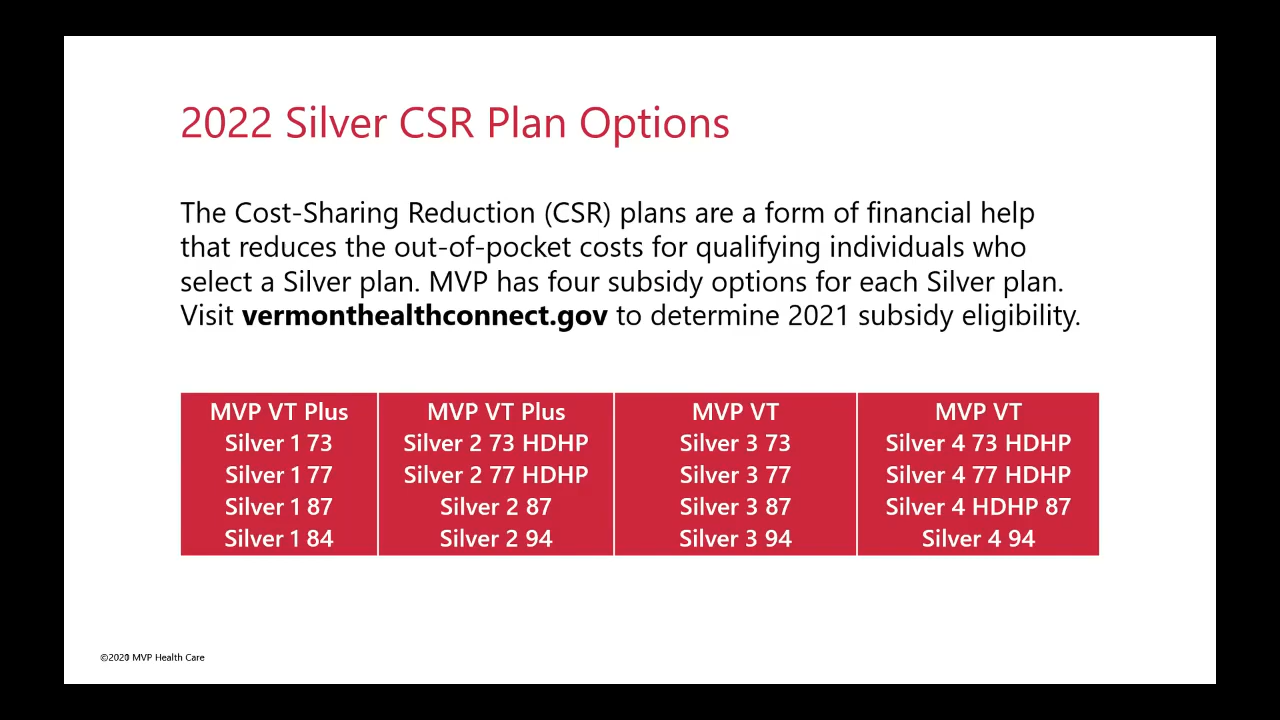 2022 Silver CSR Plan Options
The Cost-Sharing Reduction (CSR) plans are a form of financial help
that reduces the out-of-pocket costs for qualifying individuals who
select a Silver plan. MVP has four subsidy options for each Silver plan.
Visit vermonthealthconnect.gov to determine 2021 subsidy eligibility.
MVP VT Plus
Silver 1 73
Silver 1 77
Silver 1 87
Silver 1 84
MVP VT Plus
Silver 2 73 HDHP
Silver 2 77 HDHP
Silver 2 87
Silver 2 94
MVP VT
Silver 3 73
Silver 3 77
Silver 3 87
Silver 3 94
MVP VT
Silver 4 73 HDHP
Silver 4 77 HDHP
Silver 4 HDHP 87
Silver 4 94
MVP Health Care